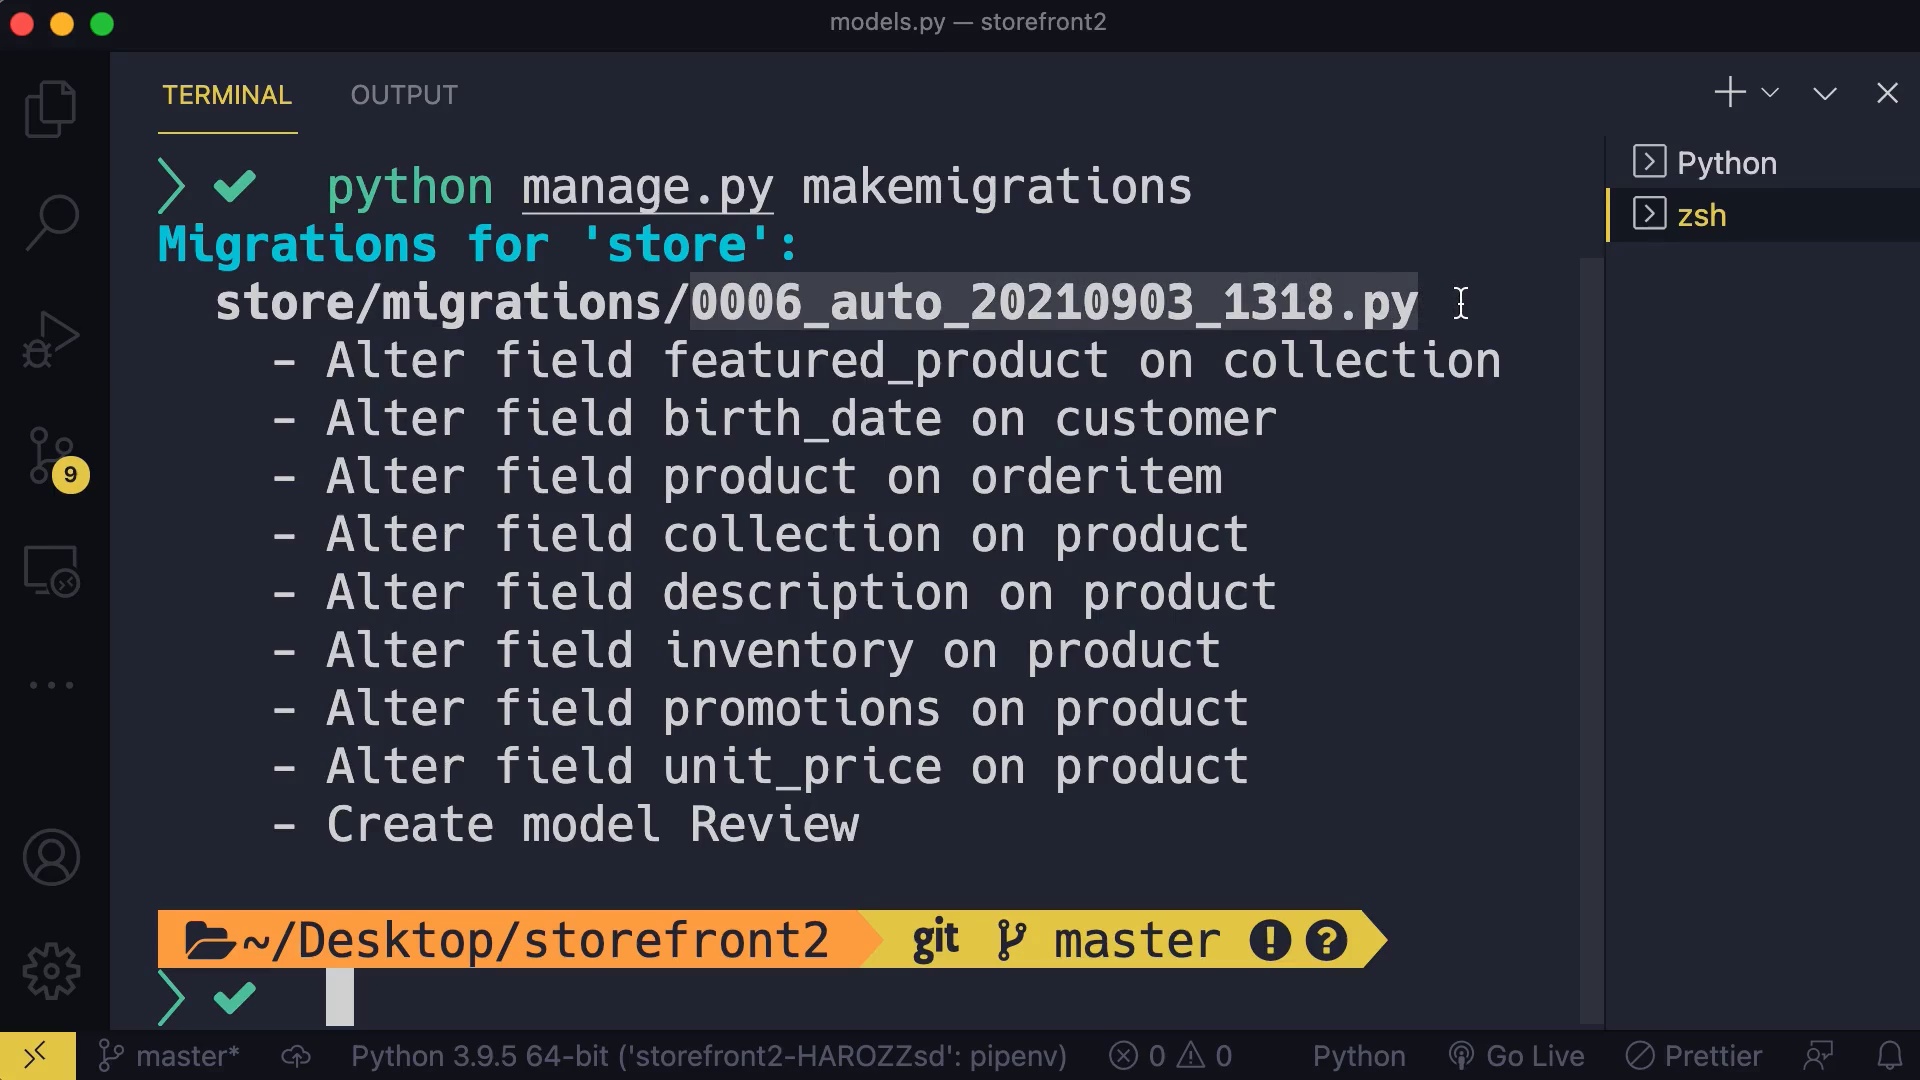 models.py — storefront2
TERMINAL OUTPUT
python manage.py makemigrations
Migrations for 'store':
store/migrations/0006_auto_20210903_1318.py
- Alter field featured_product on collection
- Alter field birth_date on customer
- Alter field product on orderitem
- Alter field collection on product
- Alter field description on product
- Alter field inventory on product
- Alter field promotions on product
- Alter field unit_price on product
- Create model Review
~/Desktop/storefront2 git master ! ?
Python
zsh
9
master* Python 3.9.5 64-bit ('storefront2-HAROZZsd': pipenv) 0 0 Python Go Live Prettier